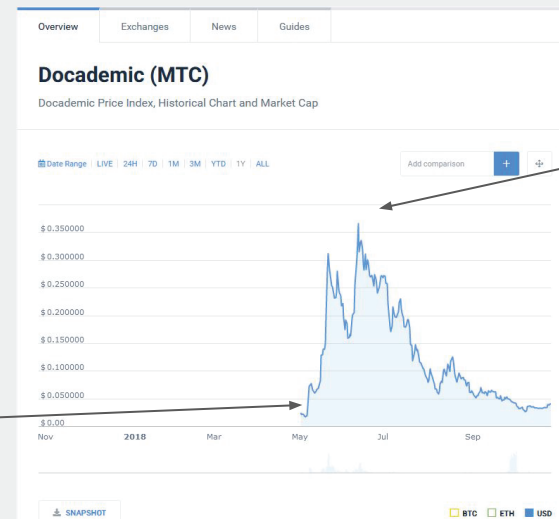 Overview Exchanges News Guides
Docademic (MTC)
Docademic Price Index, Historical Chart and Market Cap
Date Range LIVE 24H 7D 1M 3M YTD 1Y ALL
Add comparison +
$ 0.350000
$ 0.300000
$ 0.250000
$ 0.200000
$ 0.150000
$ 0.100000
$ 0.050000
$ 0.00
Nov 2018 Mar May Jul Sep
SNAPSHOT
BTC ETH USD